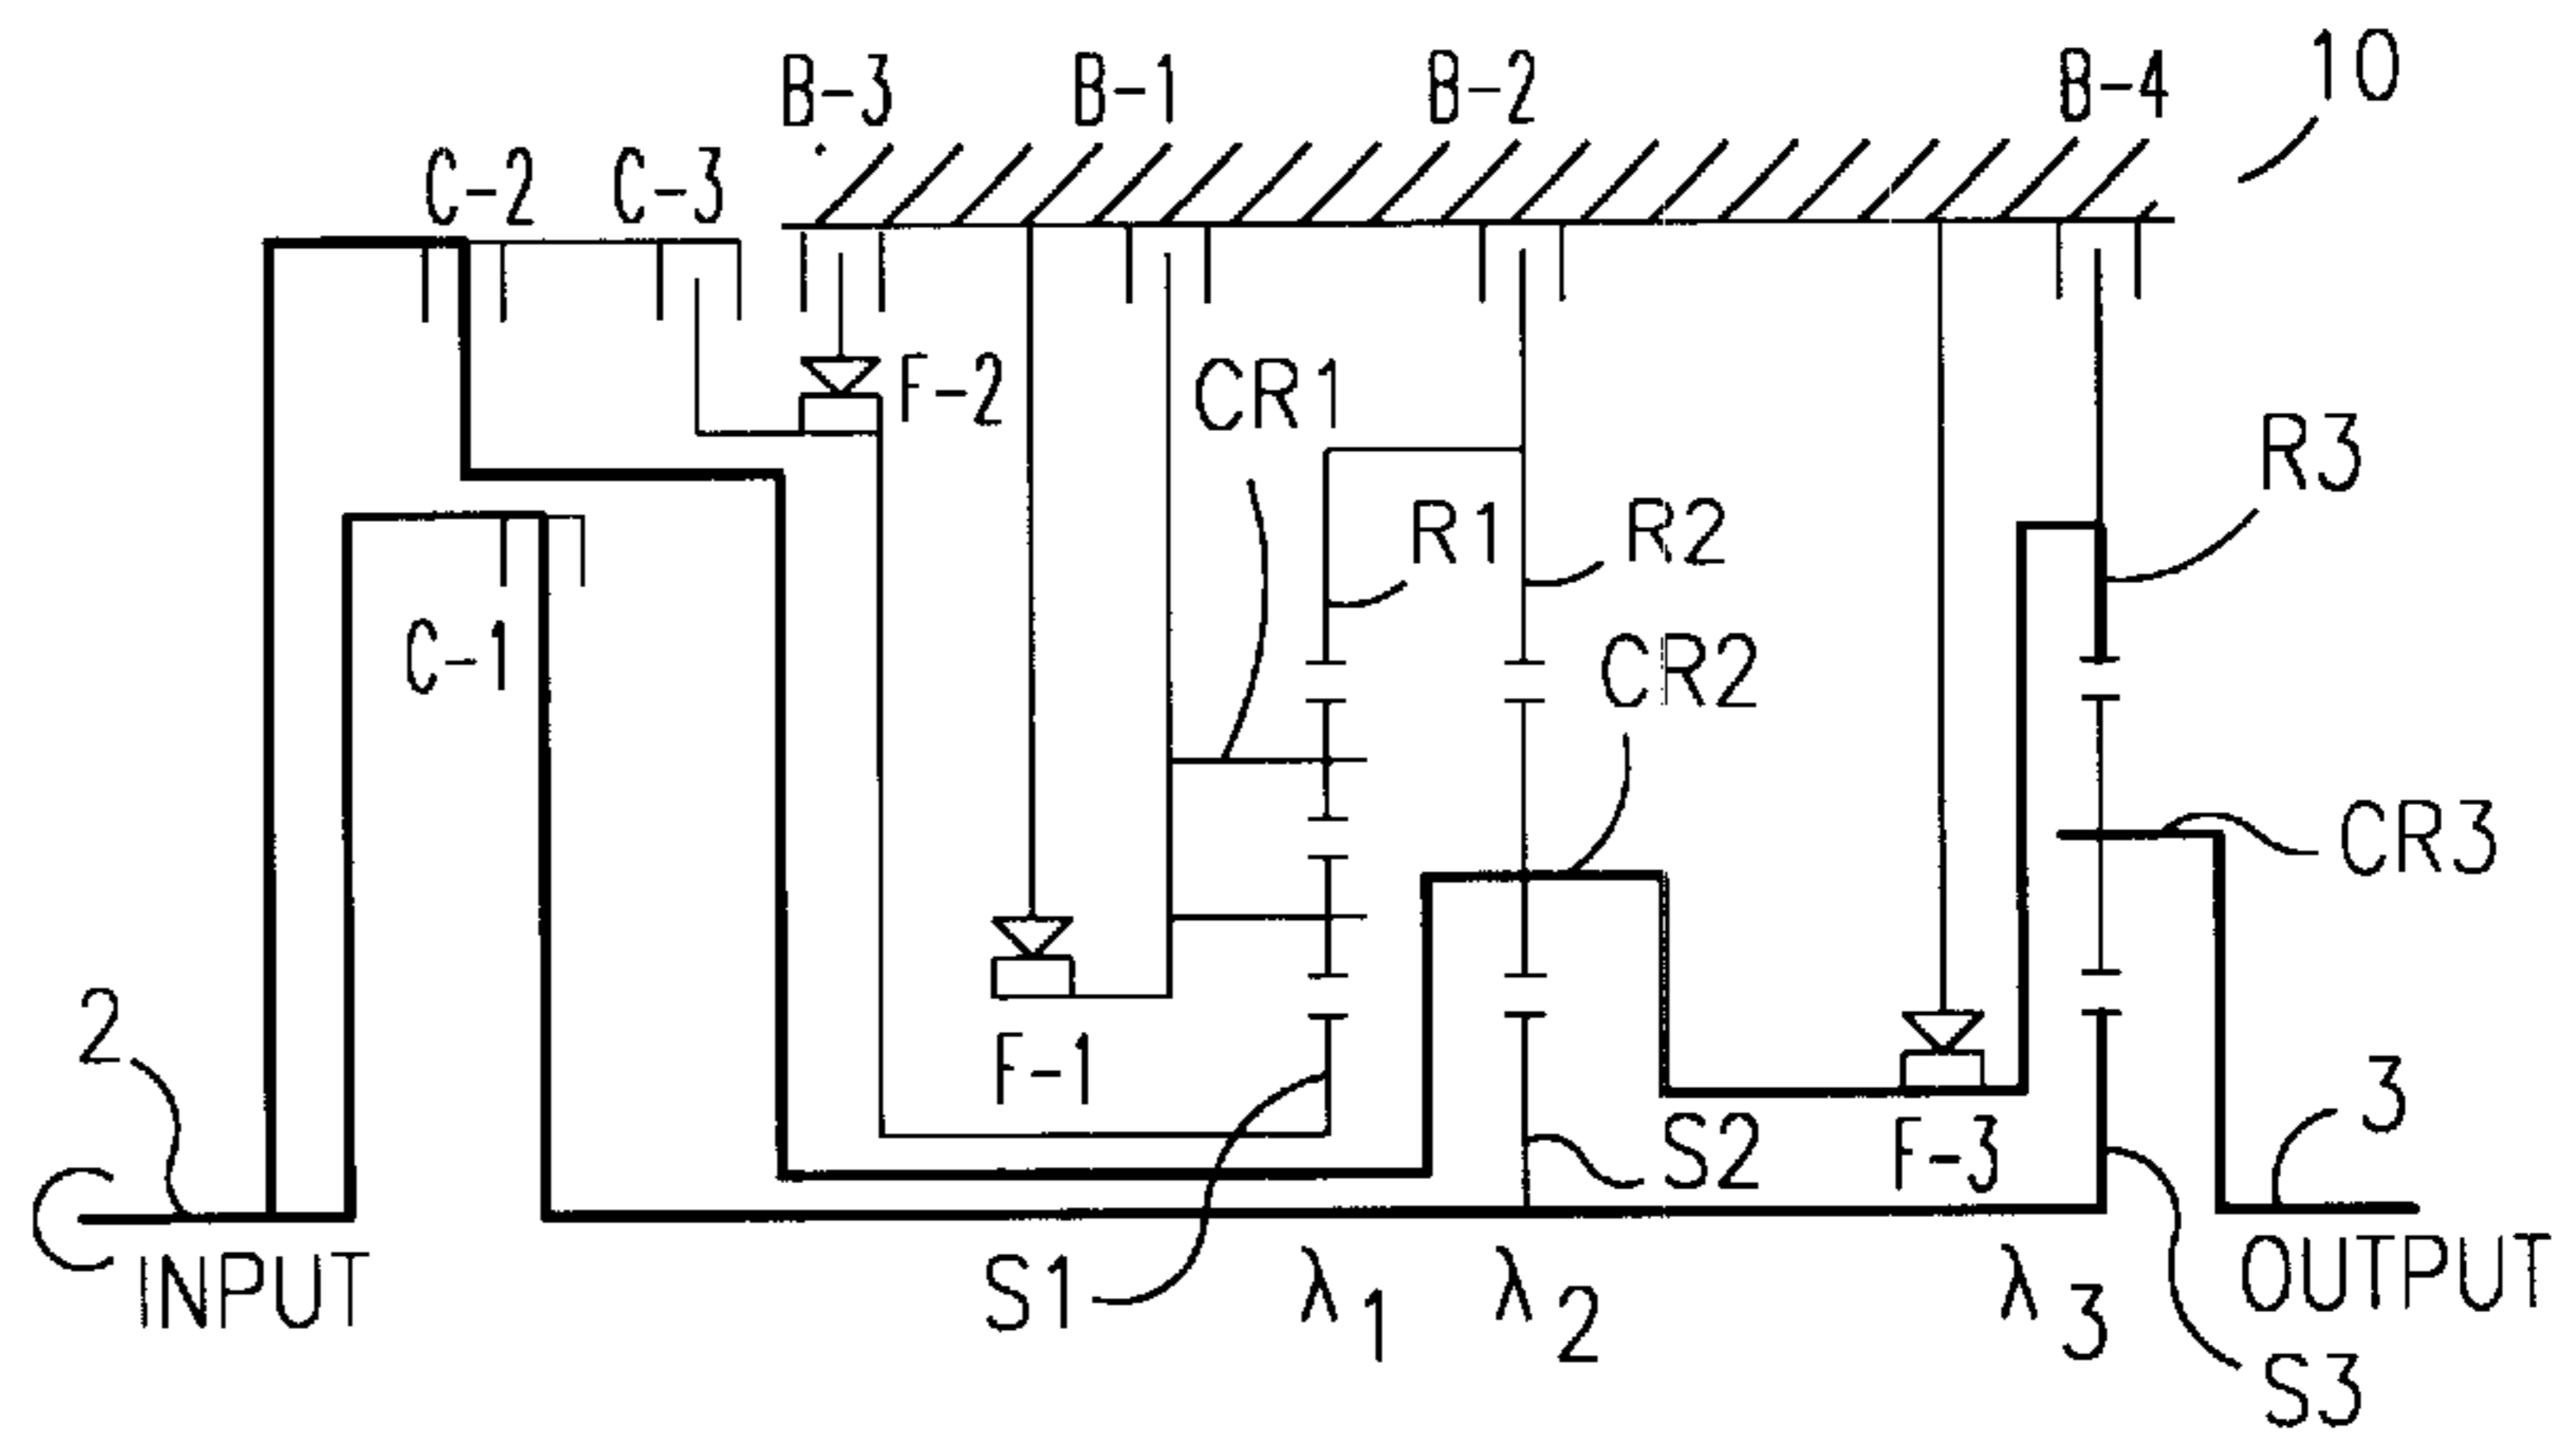 10
B-3 B-1 B-2 B-4
C-2 C-3
F-2
CR1
R3
R1 R2
C-1
CR2
CR3
2
F-1
S2
F-3
3
INPUT
S1
λ1 λ2 λ3
OUTPUT
S3